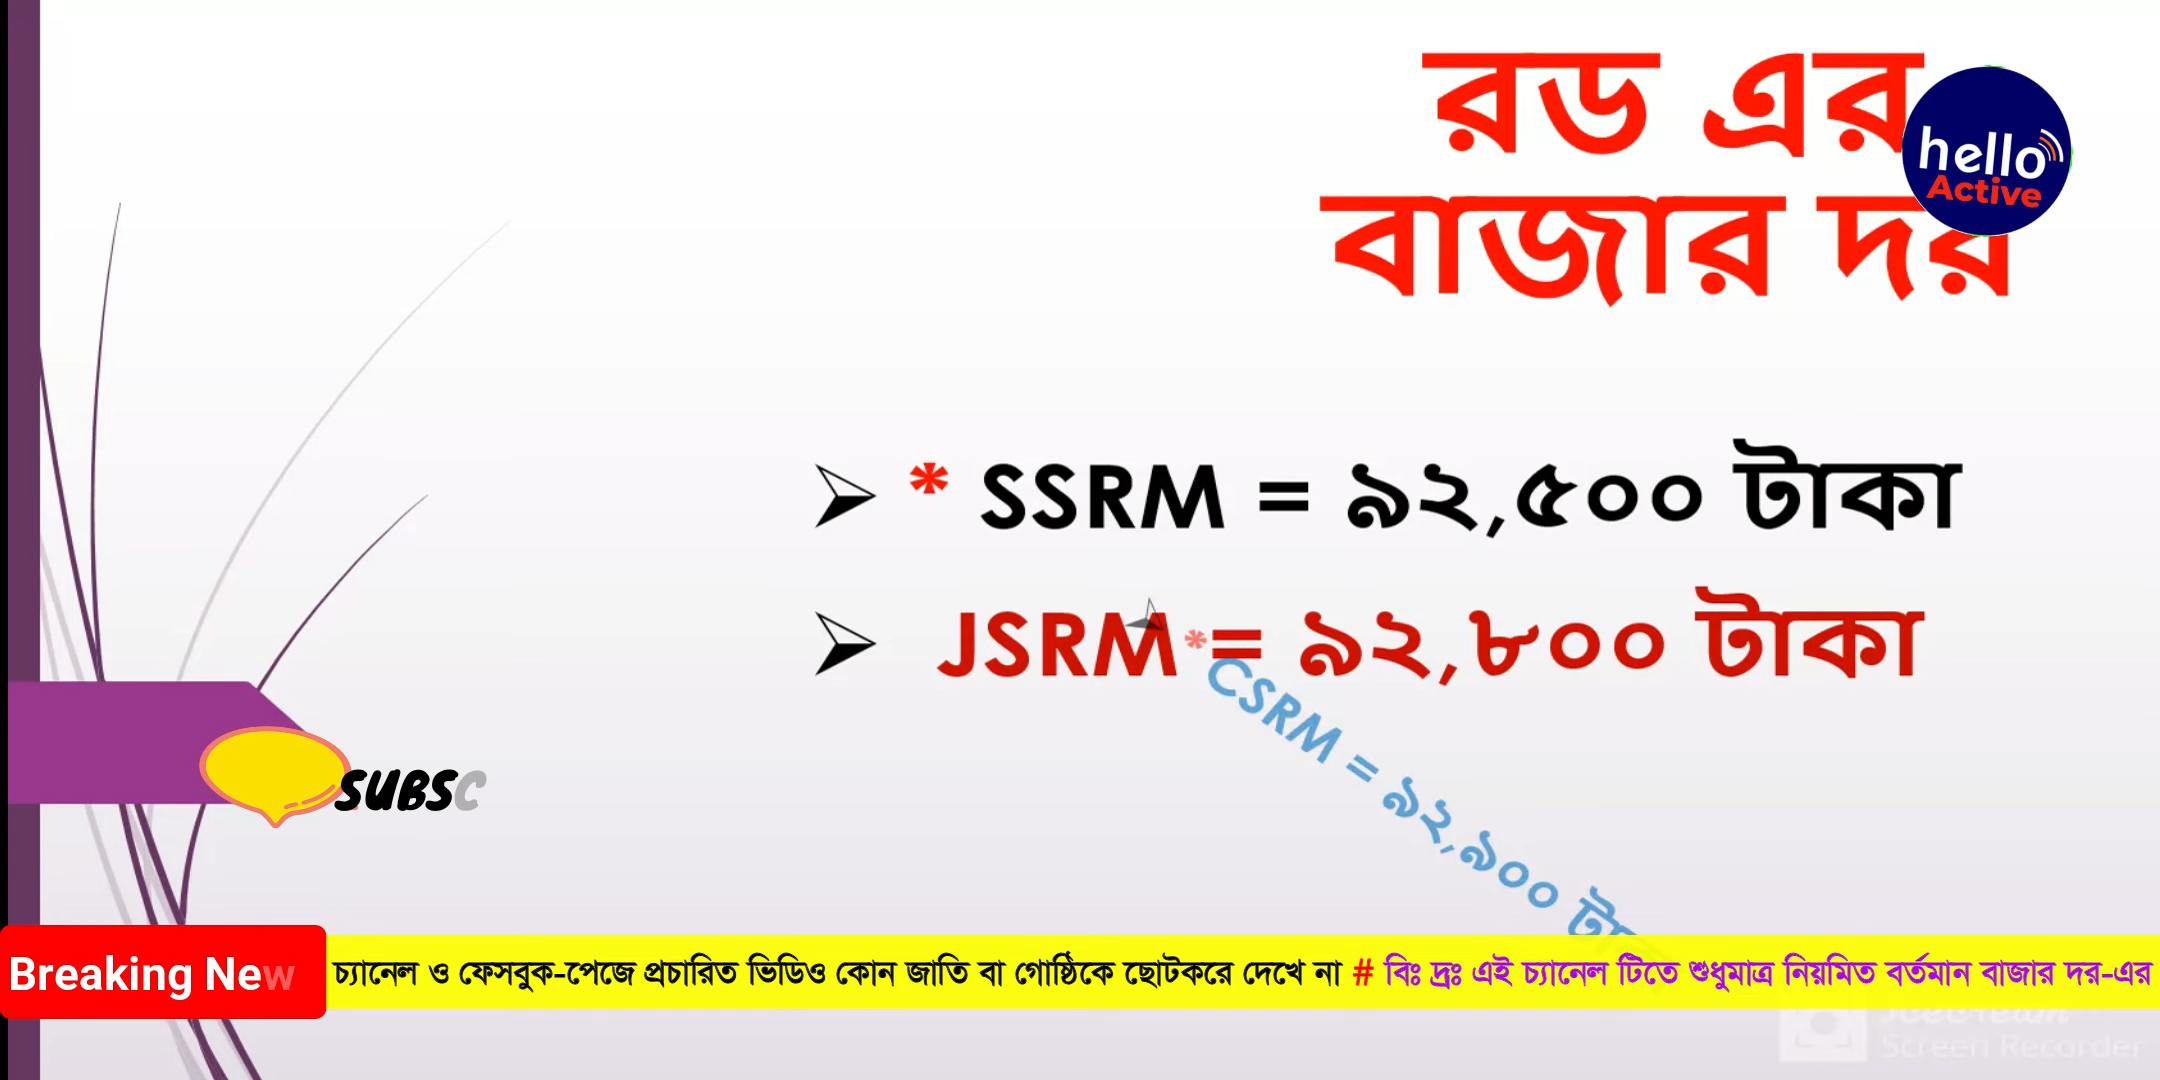 রড এর
বাজার দর
hello
Active
* SSRM = ৯২,৫০০ টাকা
JSRM = ৯২,৮০০ টাকা
* CSRM = ৯২,৯০০
SUBSC
Breaking New
চ্যানেল ও ফেসবুক-পেজে প্রচারিত ভিডিও কোন জাতি বা গোষ্ঠিকে ছোটকরে দেখে না # বিঃ দ্রঃ এই চ্যানেল টিতে শুধুমাত্র নিয়মিত বর্তমান বাজার দর-এর
Screen Recorder